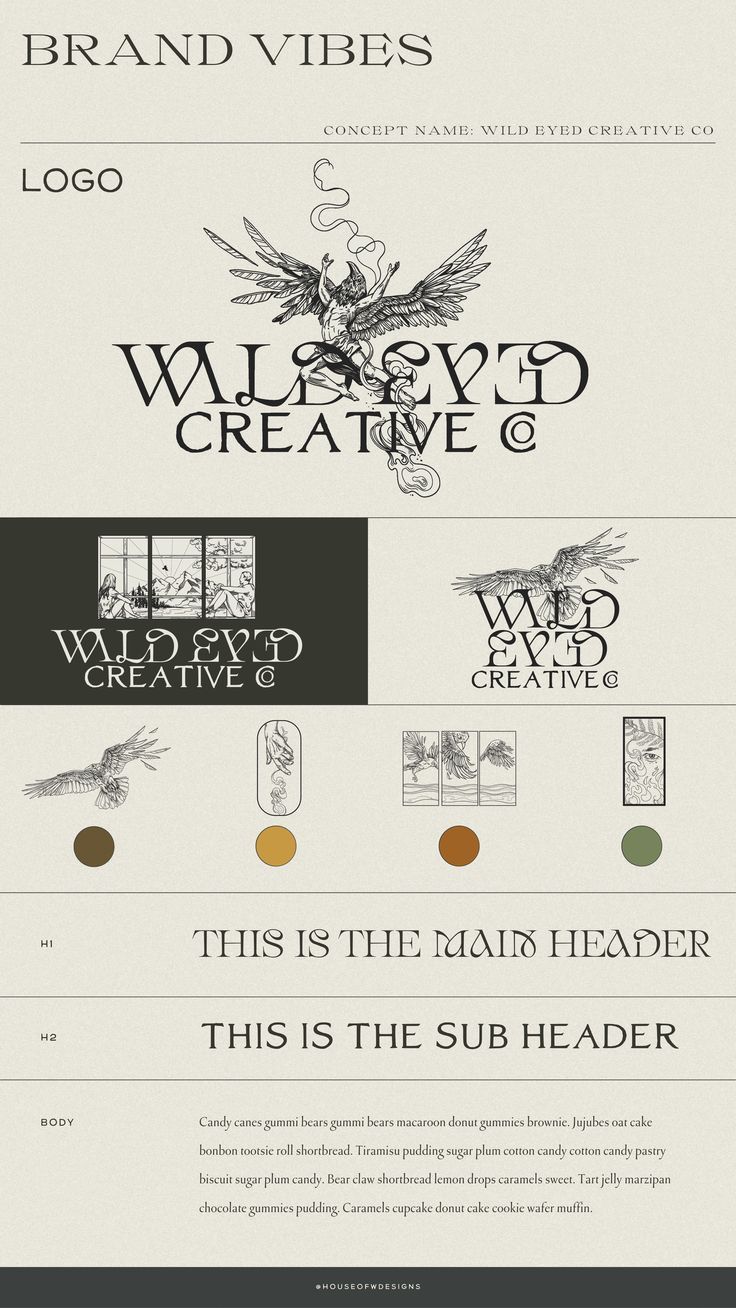 BRAND VIBES
CONCEPT NAME: WILD EYED CREATIVE CO
LOGO
WILD EYED
CREATIVE CO
WILD EYED
CREATIVE CO
WILD
EYED
CREATIVE CO
H1
THIS IS THE MAIN HEADER
H2
THIS IS THE SUB HEADER
BODY
Candy canes gummi bears gummi bears macaroon donut gummies brownie. Jujubes oat cake
bonbon tootsie roll shortbread. Tiramisu pudding sugar plum cotton candy cotton candy pastry
biscuit sugar plum candy. Bear claw shortbread lemon drops caramels sweet. Tart jelly marzipan
chocolate gummies pudding. Caramels cupcake donut cake cookie wafer muffin.
@HOUSEOFWDESIGNS